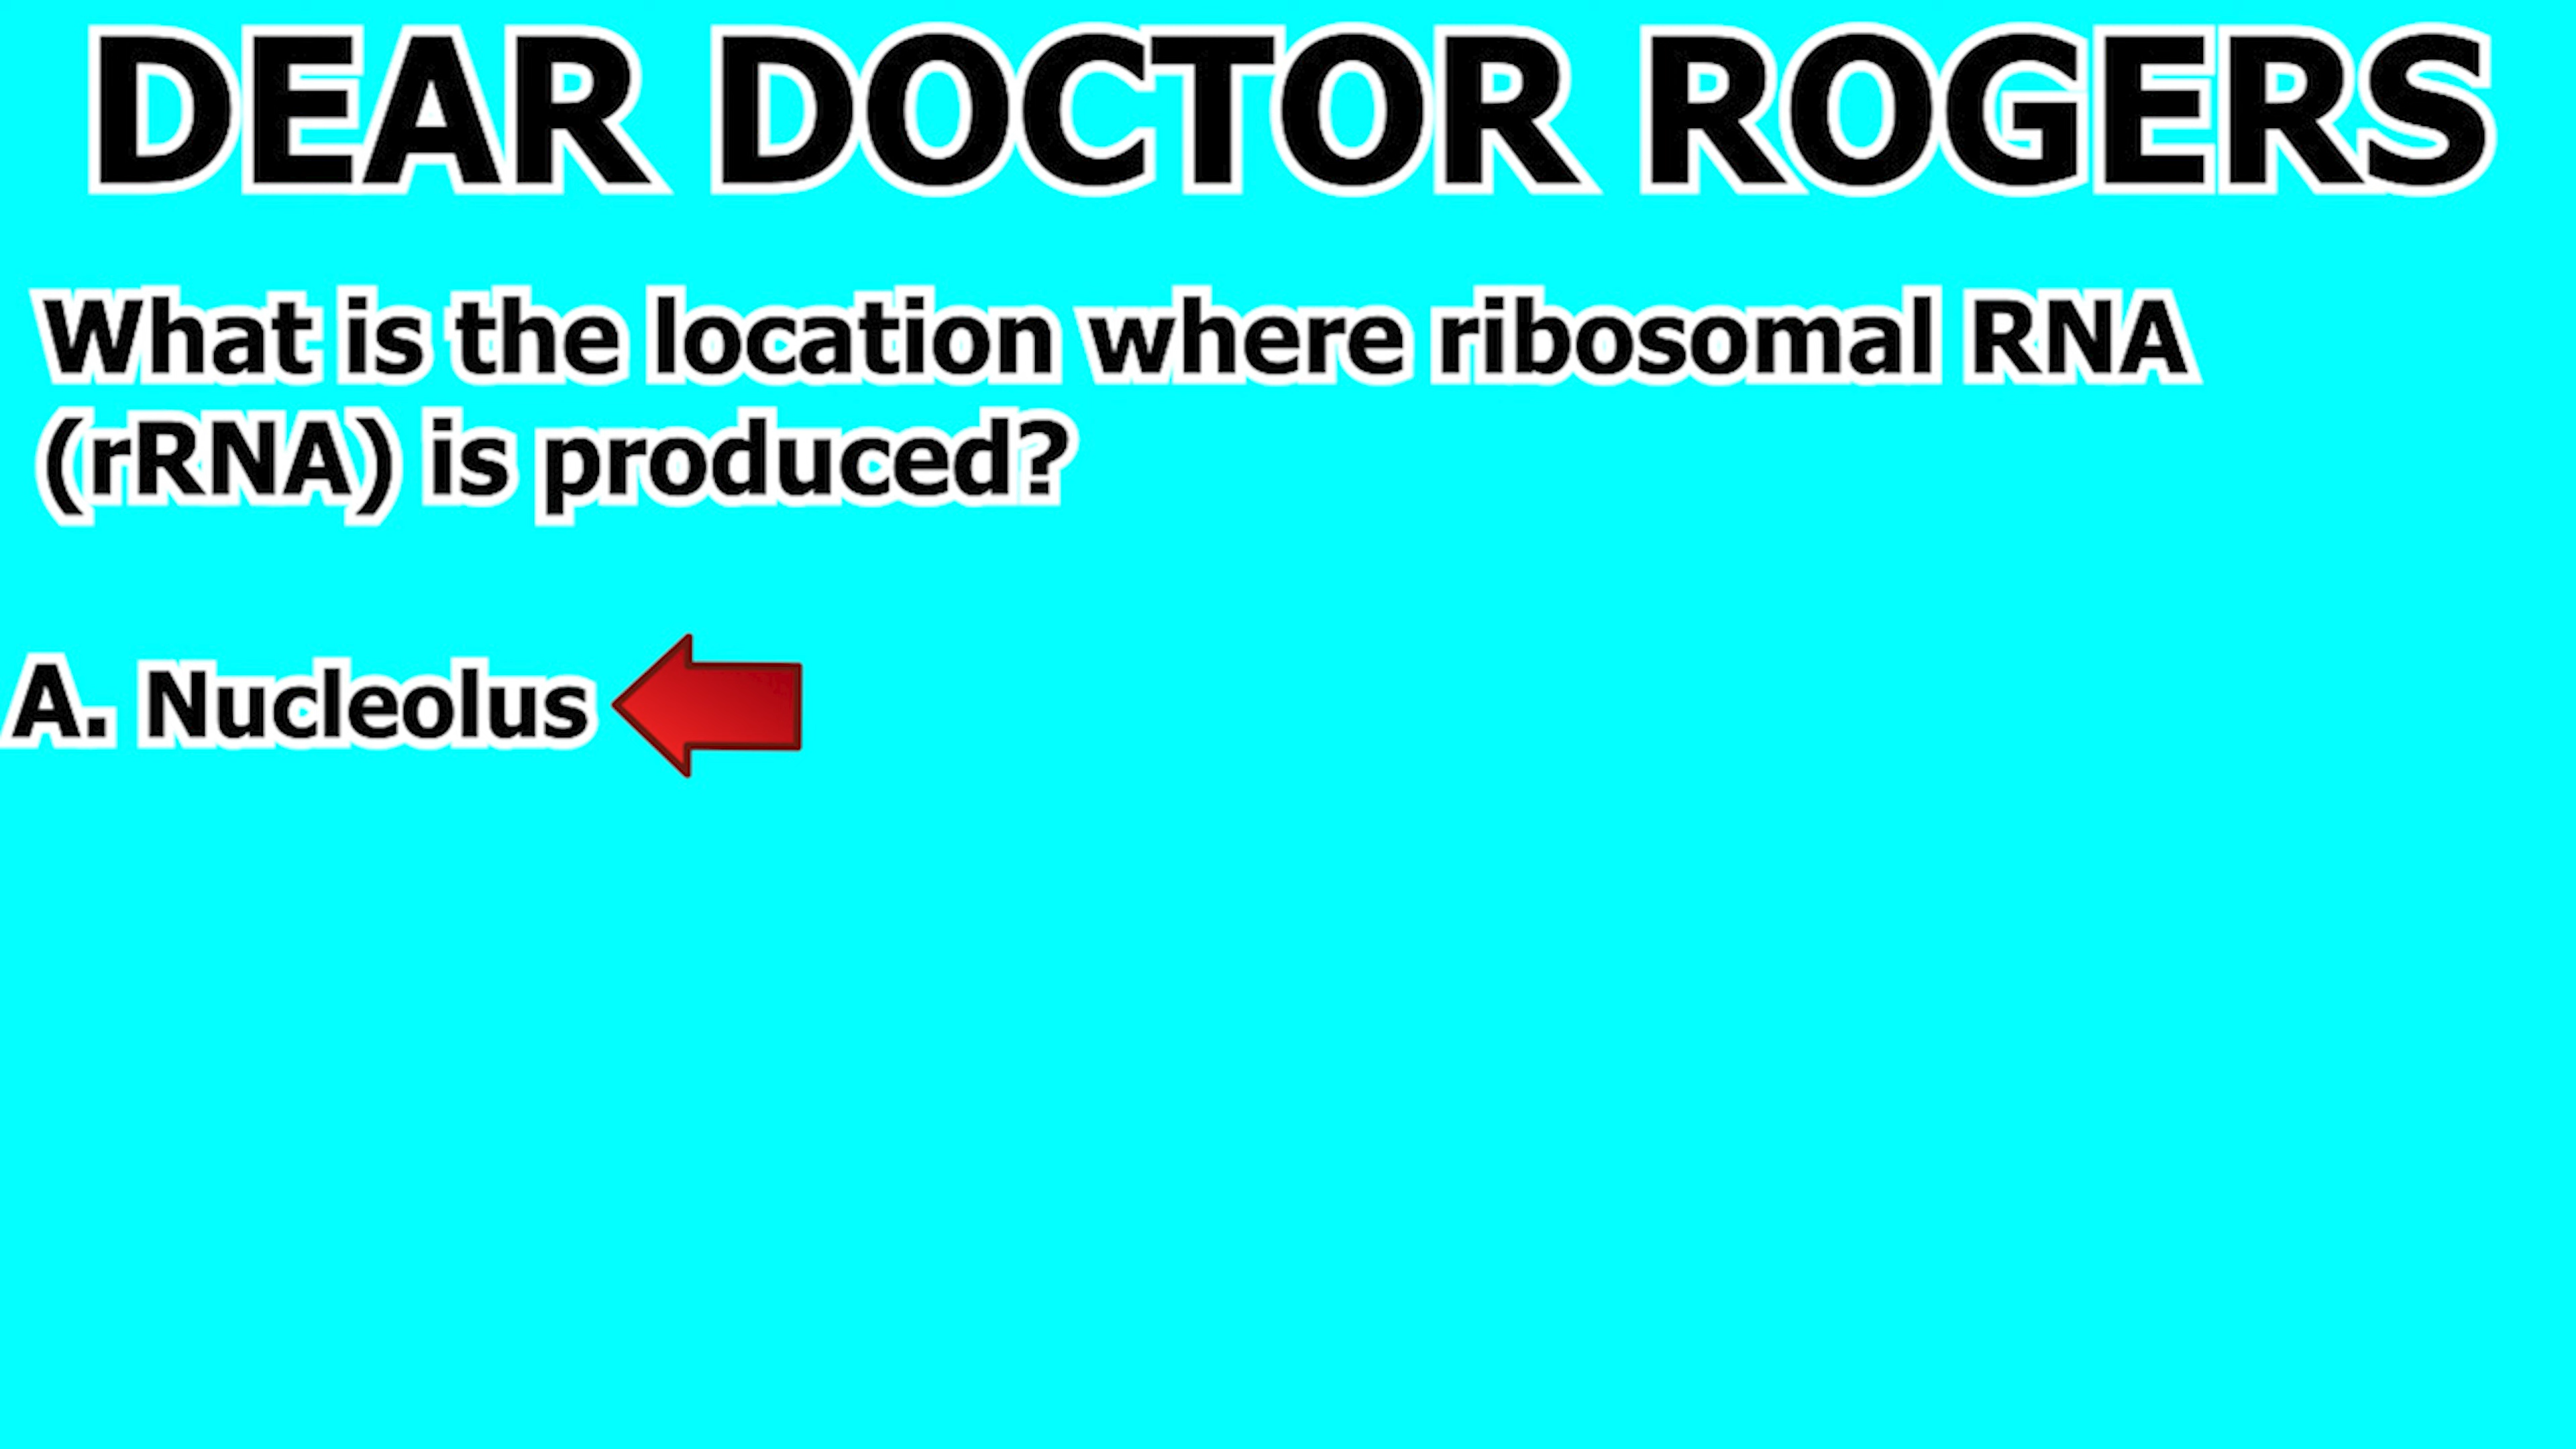 DEAR DOCTOR ROGERS
What is the location where ribosomal RNA
(rRNA) is produced?
A. Nucleolus